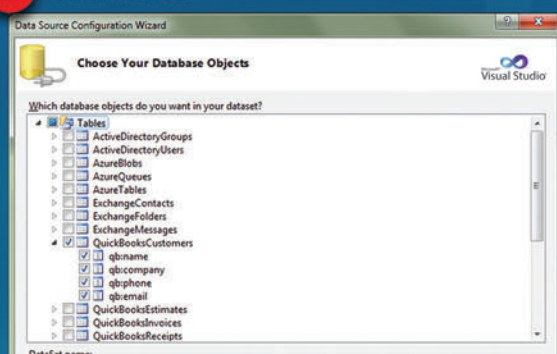 Data Source Configuration Wizard
Choose Your Database Objects
Visual Studio
Which database objects do you want in your dataset?
Tables
ActiveDirectoryGroups
ActiveDirectoryUsers
AzureBlobs
AzureQueues
AzureTables
ExchangeContacts
ExchangeFolders
ExchangeMessages
QuickBooksCustomers
qb:name
qb:company
qb:phone
qb:email
QuickBooksEstimates
QuickBooksInvoices
QuickBooksReceipts
DataSet name: